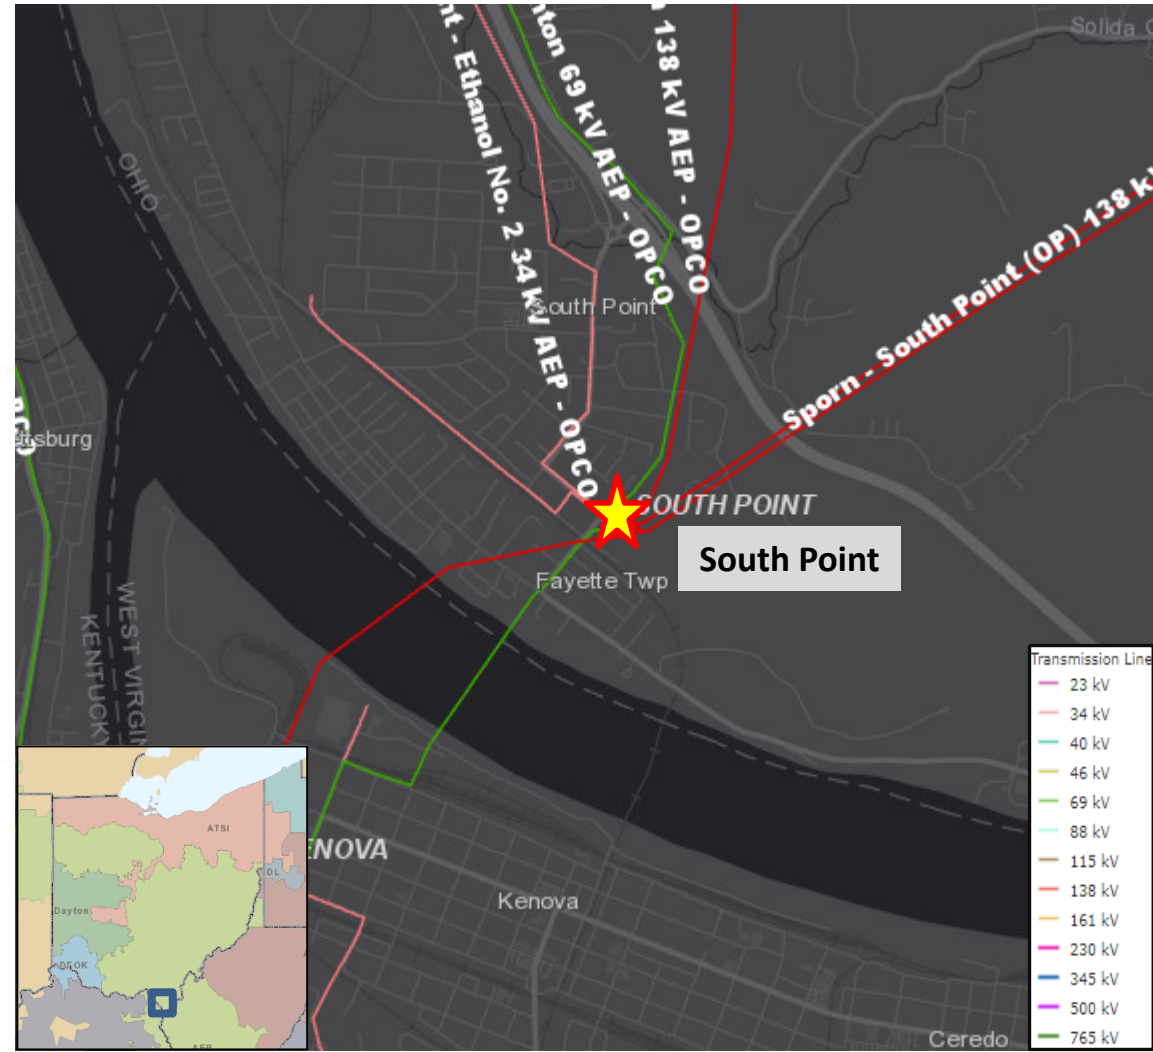 nt - Ethanol No. 2 34 kV AEP - OPCO
nton 69 kV AEP - OPCO
138 kV AEP - OPCO
Solida
OHIO
South Point
Sporn - South Point (OP) 138 kV
sburg
SOUTH POINT
South Point
Fayette Twp
WEST VIRGIN
KENTUCKY
ENOVA
Kenova
Ceredo
Transmission Line
23 kV
34 kV
40 kV
46 kV
69 kV
88 kV
115 kV
138 kV
161 kV
230 kV
345 kV
500 kV
765 kV
ATSI
DL
Dayton
DEOK
AEP